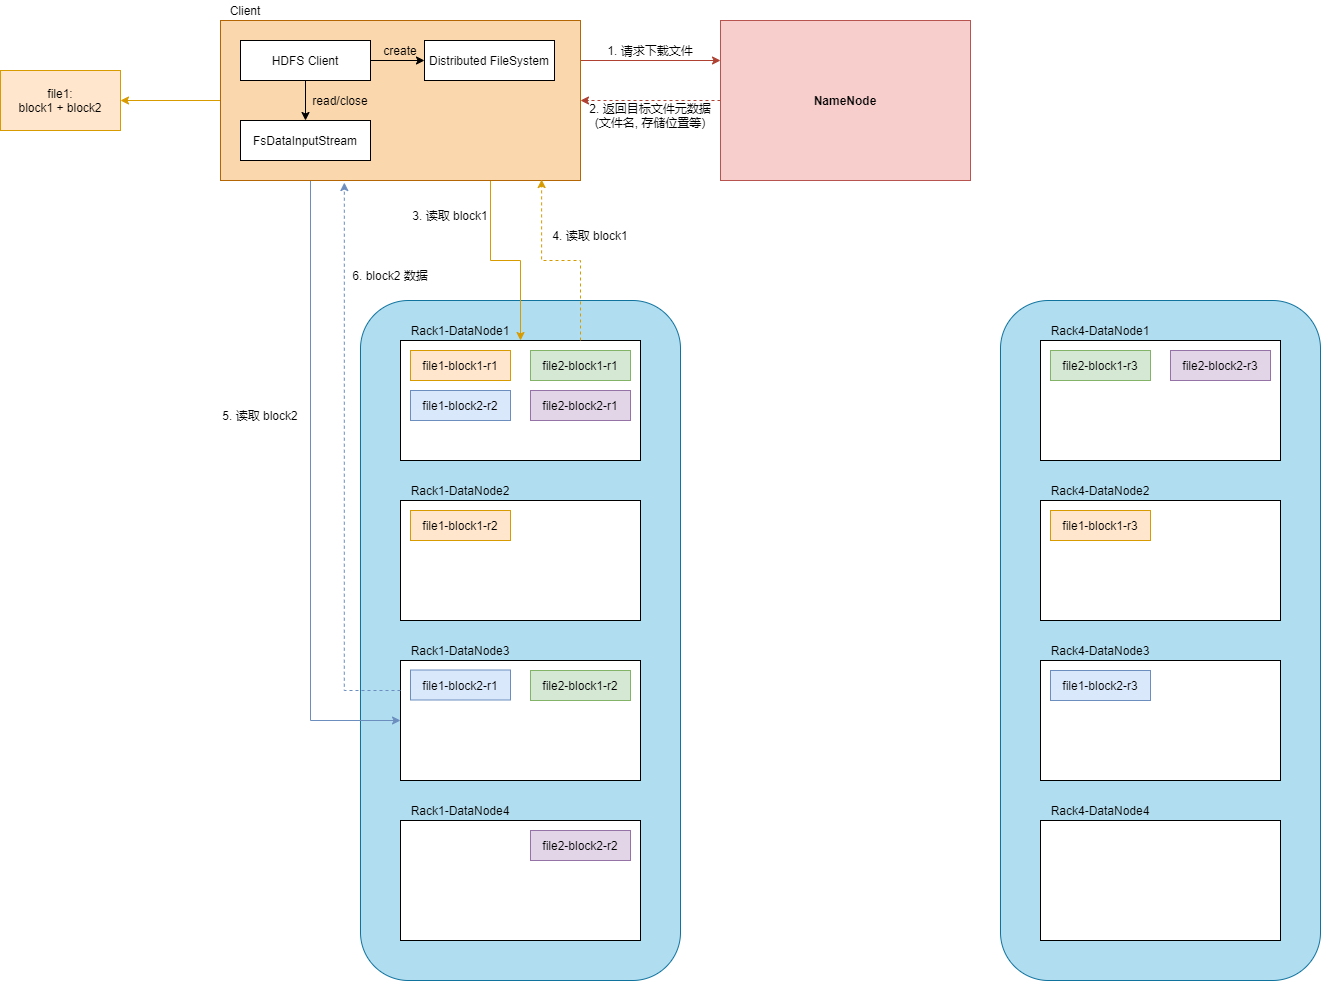 Client
HDFS Client
create
Distributed FileSystem
1. 请求下载文件
NameNode
file1:
block1 + block2
read/close
2. 返回目标文件元数据
(文件名, 存储位置等)
FsDataInputStream
3. 读取 block1
4. 读取 block1
6. block2 数据
5. 读取 block2
Rack1-DataNode1
file1-block1-r1
file2-block1-r1
file1-block2-r2
file2-block2-r1
Rack1-DataNode2
file1-block1-r2
Rack1-DataNode3
file1-block2-r1
file2-block1-r2
Rack1-DataNode4
file2-block2-r2
Rack4-DataNode1
file2-block1-r3
file2-block2-r3
Rack4-DataNode2
file1-block1-r3
Rack4-DataNode3
file1-block2-r3
Rack4-DataNode4